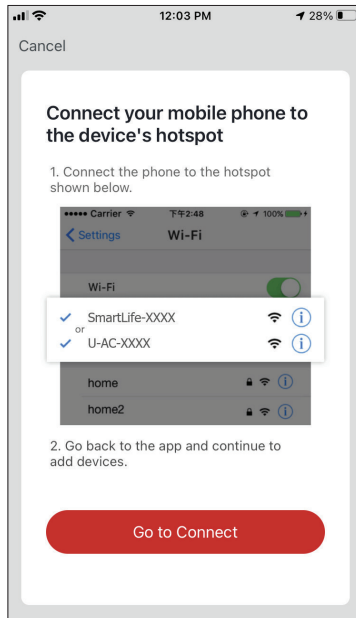 12:03 PM 28%
Cancel
Connect your mobile phone to
the device's hotspot
1. Connect the phone to the hotspot
shown below.
Carrier 下午2:48 100%
Settings Wi-Fi
Wi-Fi
SmartLife-XXXX
or
U-AC-XXXX
home
home2
2. Go back to the app and continue to
add devices.
Go to Connect